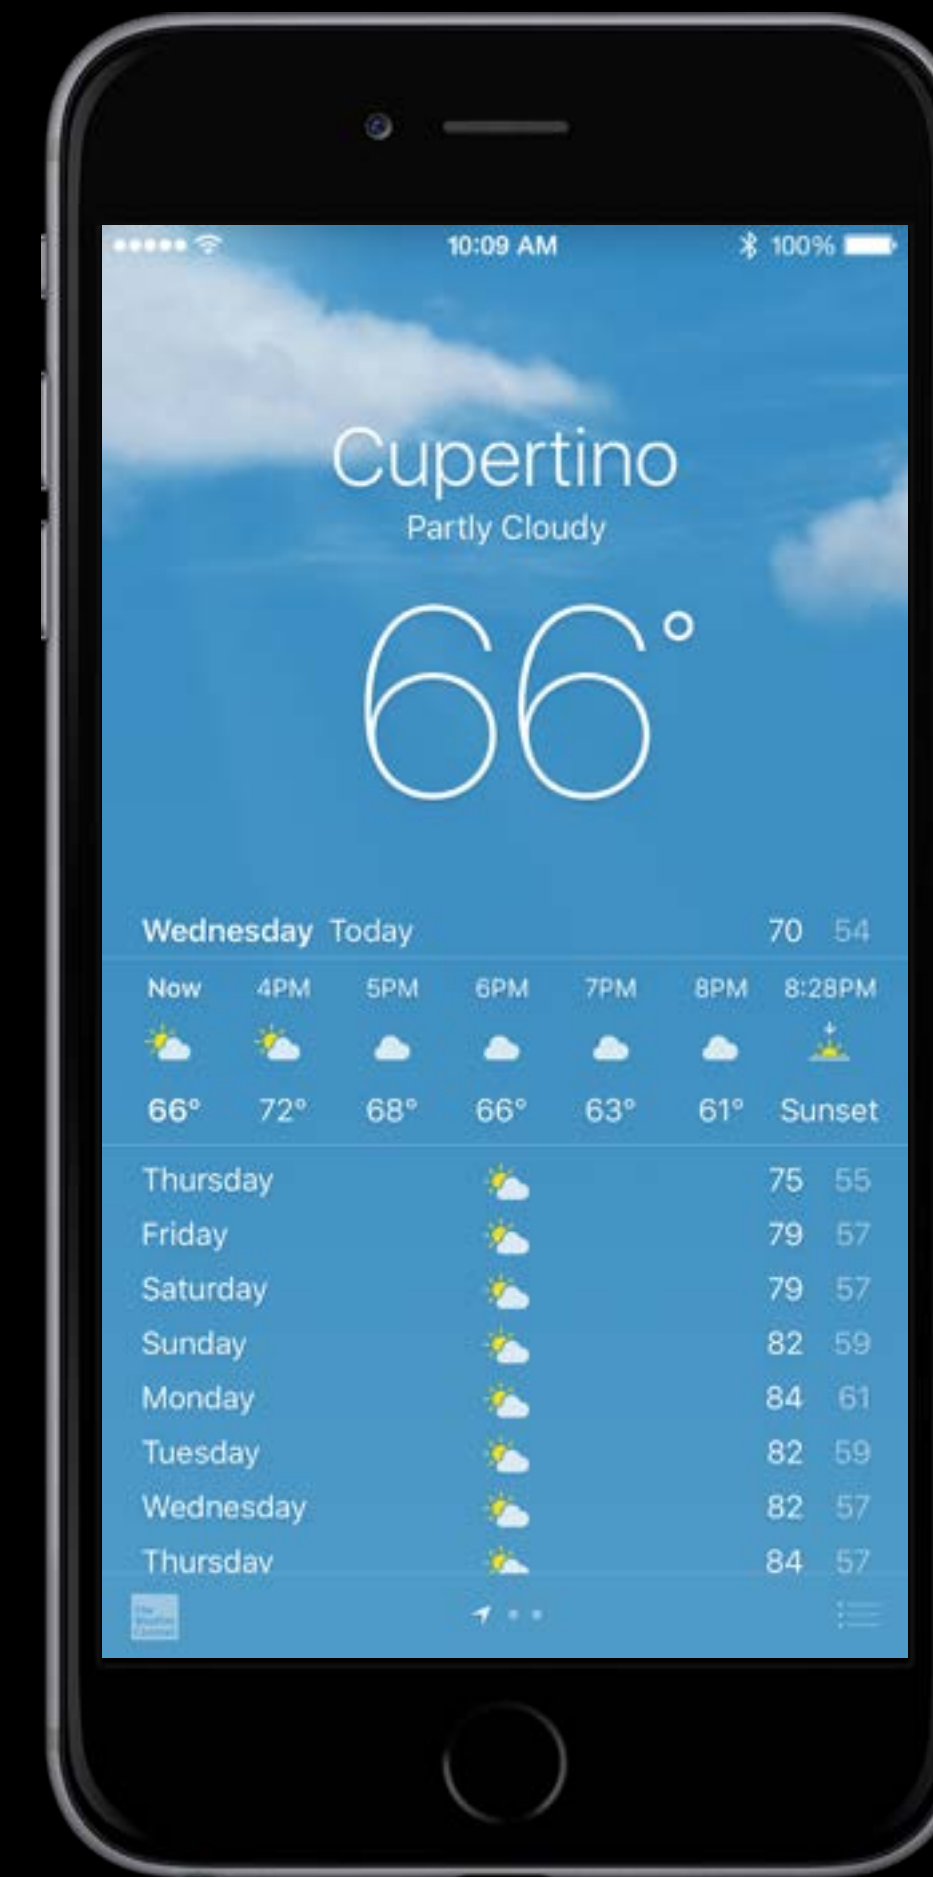 10:09 AM 100%
Cupertino
Partly Cloudy
66°
Wednesday Today 70 54
Now 4PM 5PM 6PM 7PM 8PM 8:28PM
66° 72° 68° 66° 63° 61° Sunset
Thursday 75 55
Friday 79 57
Saturday 79 57
Sunday 82 59
Monday 84 61
Tuesday 82 59
Wednesday 82 57
Thursday 84 57